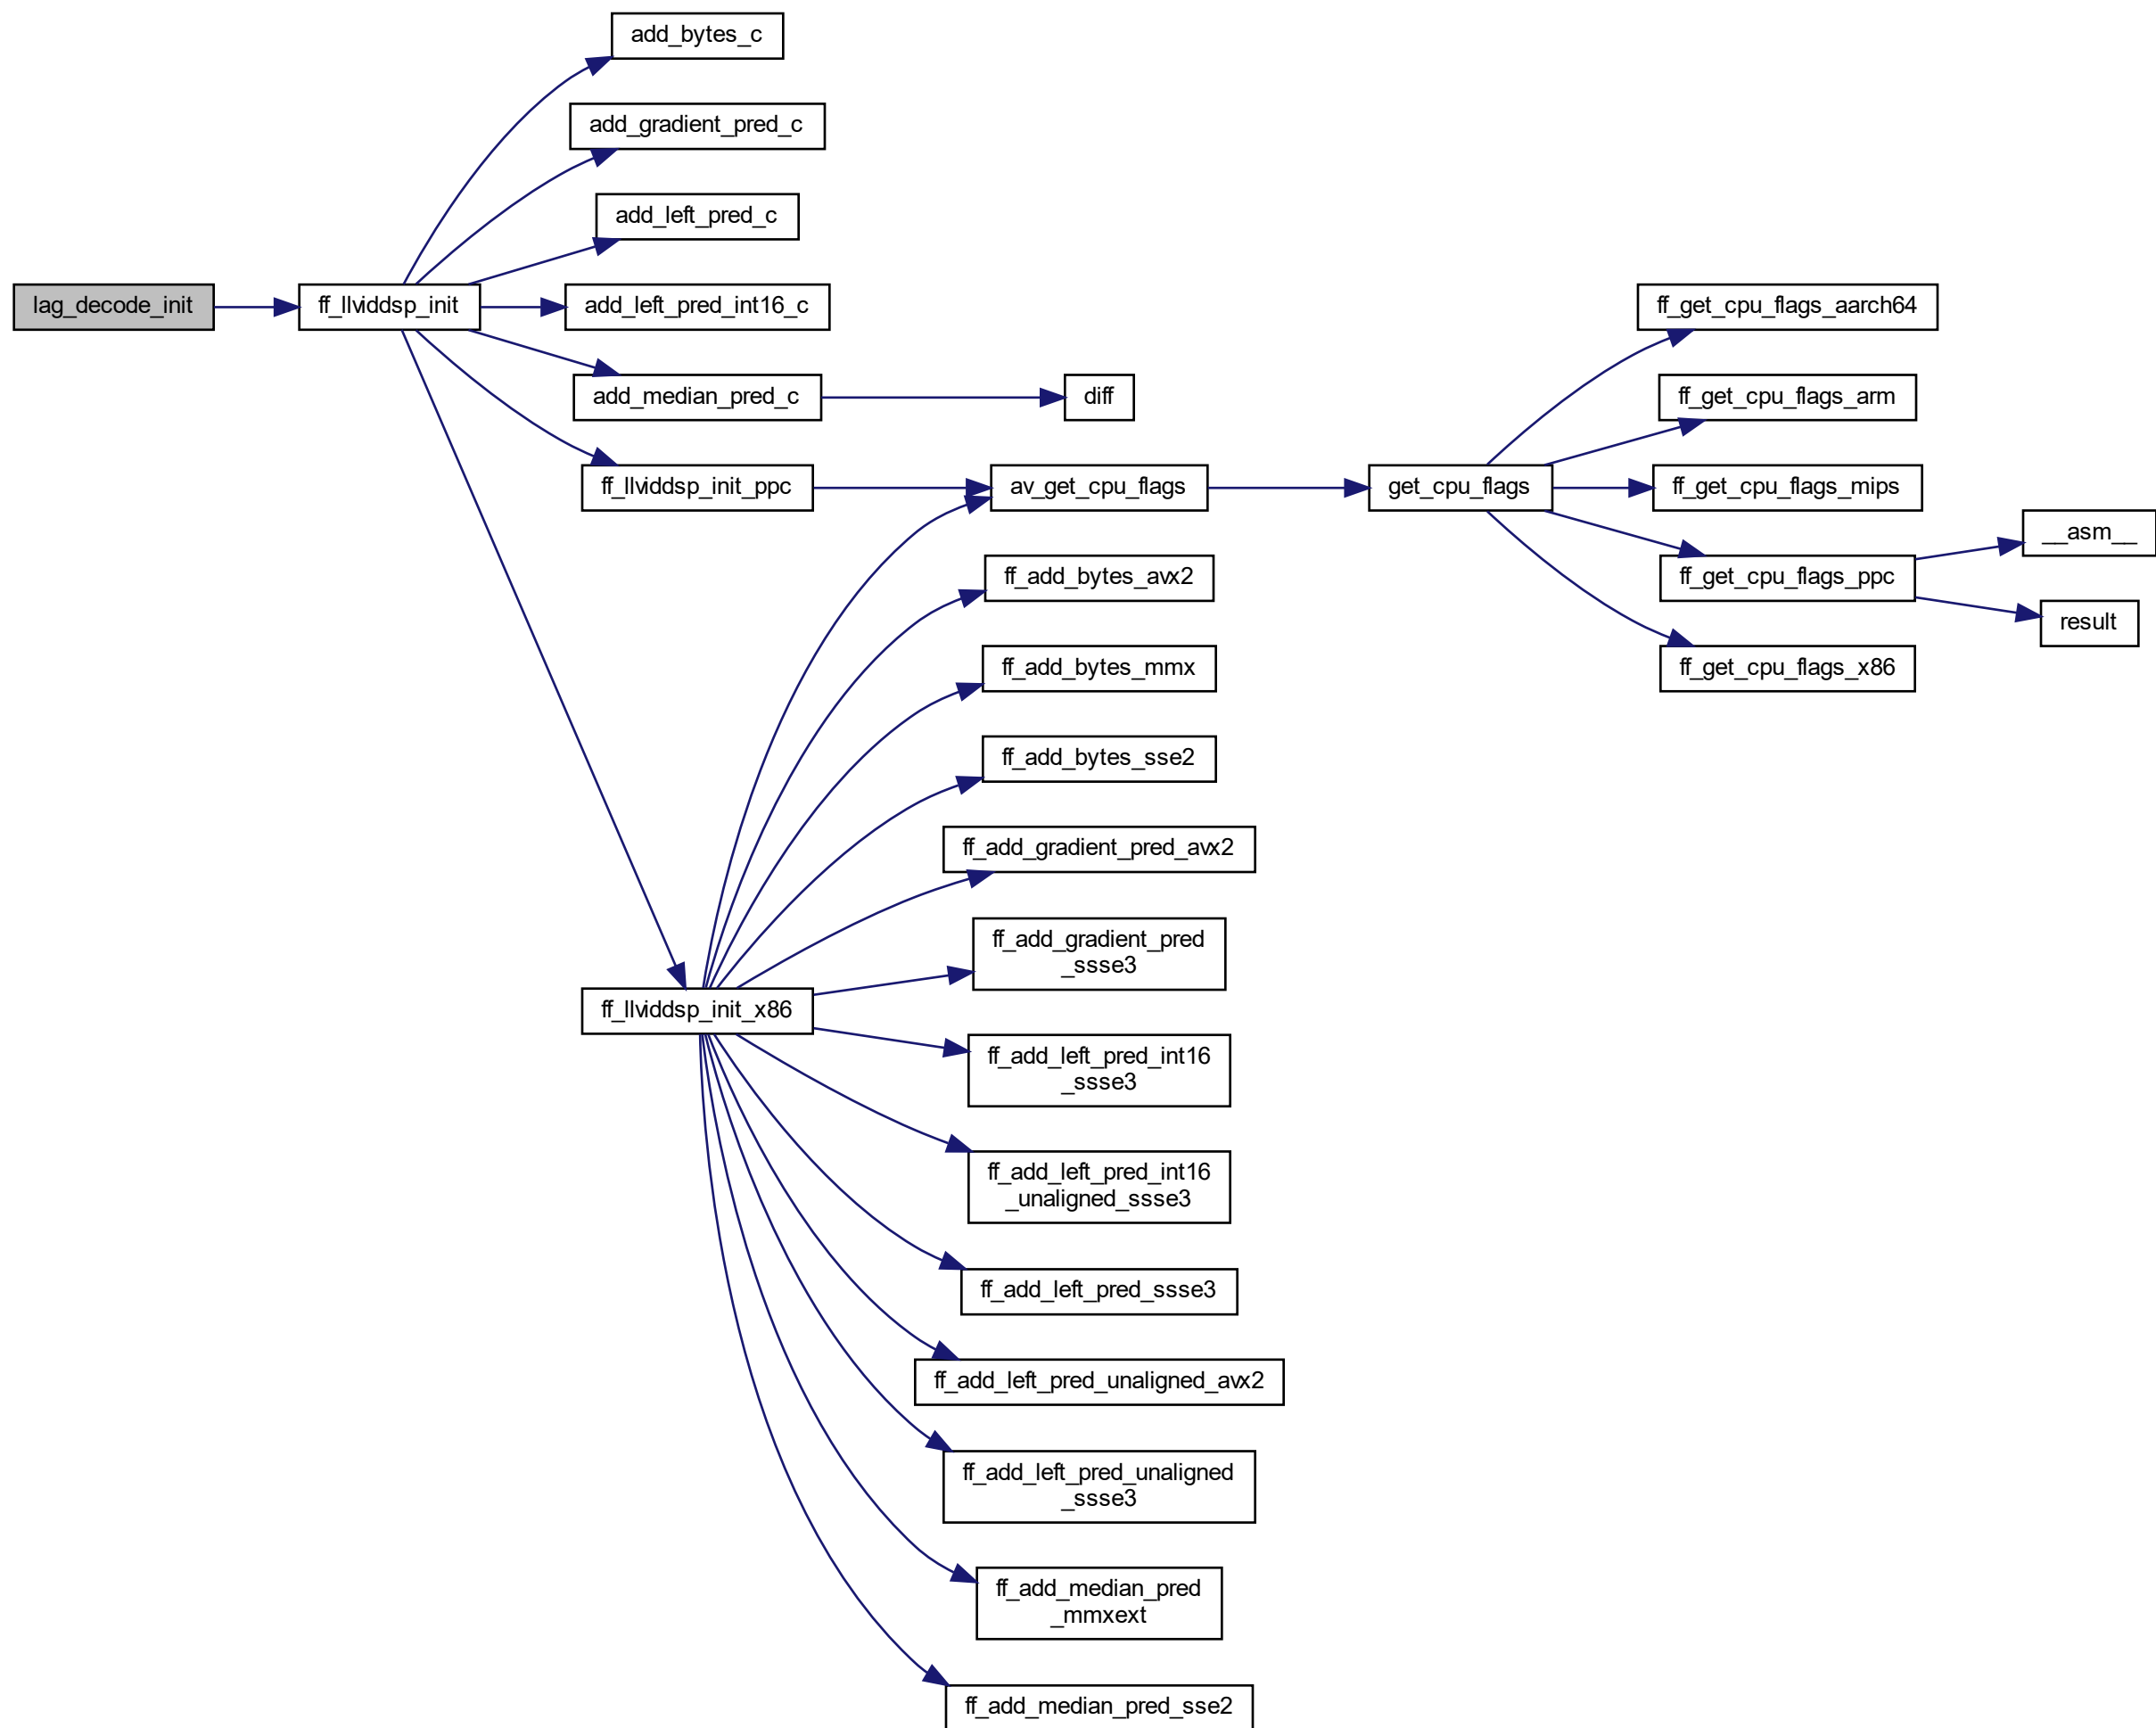 add_bytes_c
add_gradient_pred_c
add_left_pred_c
lag_decode_init
ff_llviddsp_init
add_left_pred_int16_c
ff_get_cpu_flags_aarch64
add_median_pred_c
diff
ff_get_cpu_flags_arm
ff_llviddsp_init_ppc
av_get_cpu_flags
get_cpu_flags
ff_get_cpu_flags_mips
__asm__
ff_add_bytes_avx2
ff_get_cpu_flags_ppc
result
ff_add_bytes_mmx
ff_get_cpu_flags_x86
ff_add_bytes_sse2
ff_add_gradient_pred_avx2
ff_add_gradient_pred
_ssse3
ff_llviddsp_init_x86
ff_add_left_pred_int16
_ssse3
ff_add_left_pred_int16
_unaligned_ssse3
ff_add_left_pred_ssse3
ff_add_left_pred_unaligned_avx2
ff_add_left_pred_unaligned
_ssse3
ff_add_median_pred
_mmxext
ff_add_median_pred_sse2